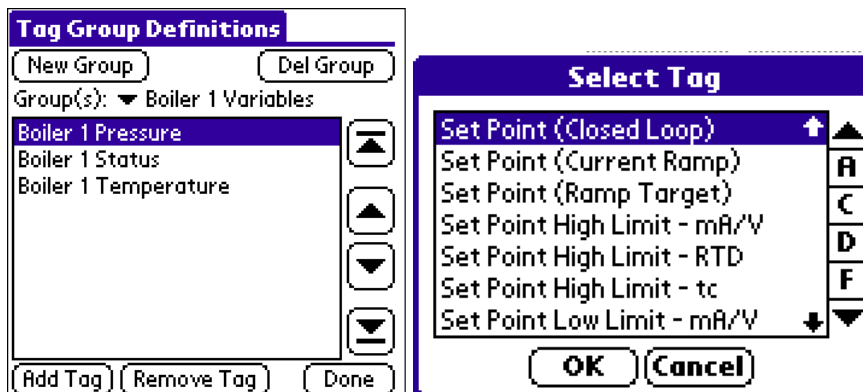 Tag Group Definitions
New Group Del Group
Group(s): Boiler 1 Variables
Boiler 1 Pressure
Boiler 1 Status
Boiler 1 Temperature
Add Tag Remove Tag Done
Select Tag
Set Point (Closed Loop)
Set Point (Current Ramp)
Set Point (Ramp Target)
Set Point High Limit - mA/V
Set Point High Limit - RTD
Set Point High Limit - tc
Set Point Low Limit - mA/V
A
C
D
F
OK Cancel